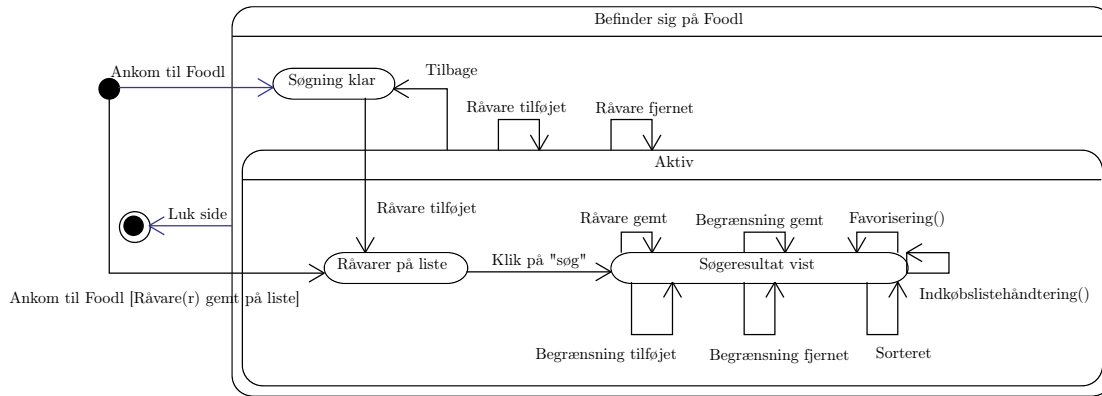 Befinder sig på Foodl
Ankom til Foodl
Søgning klar
Tilbage
Råvare tilføjet
Råvare fjernet
Aktiv
Råvare tilføjet
Luk side
Råvare gemt
Begrænsning gemt
Favorisering()
Råvarer på liste
Klik på "søg"
Søgeresultat vist
Ankom til Foodl [Råvare(r) gemt på liste]
Indkøbslistehåndtering()
Begrænsning tilføjet
Begrænsning fjernet
Sorteret